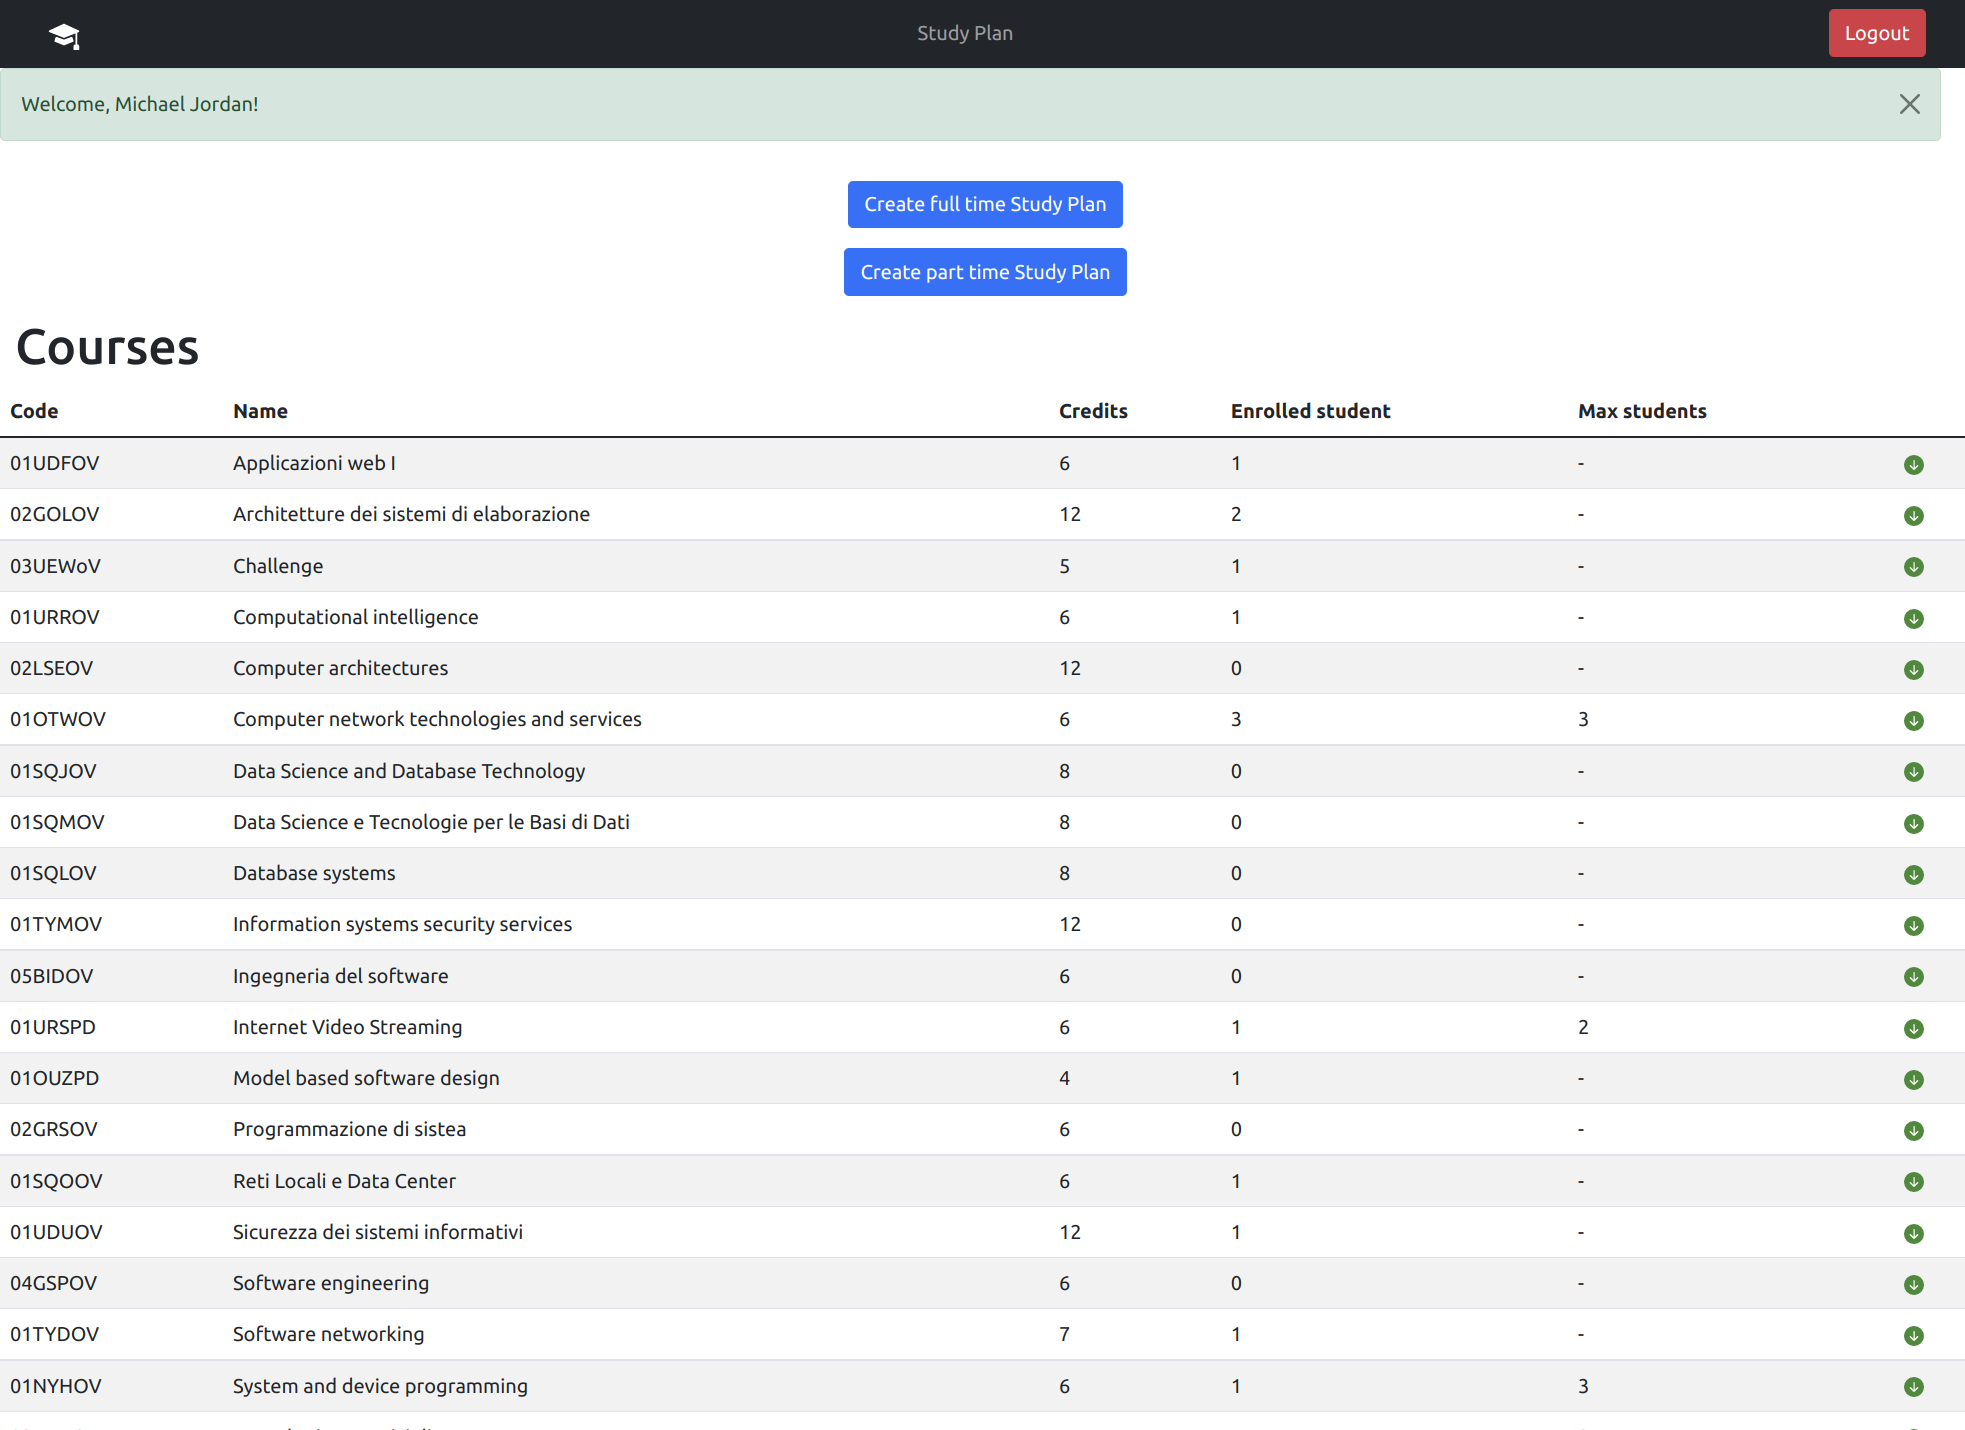 Study Plan Logout
Welcome, Michael Jordan!
Create full time Study Plan
Create part time Study Plan
Courses
Code Name Credits Enrolled student Max students
01UDFOV Applicazioni web I 6 1 -
02GOLOV Architetture dei sistemi di elaborazione 12 2 -
03UEWoV Challenge 5 1 -
01URROV Computational intelligence 6 1 -
02LSEOV Computer architectures 12 0 -
01OTWOV Computer network technologies and services 6 3 3
01SQJOV Data Science and Database Technology 8 0 -
01SQMOV Data Science e Tecnologie per le Basi di Dati 8 0 -
01SQLOV Database systems 8 0 -
01TYMOV Information systems security services 12 0 -
05BIDOV Ingegneria del software 6 0 -
01URSPD Internet Video Streaming 6 1 2
01OUZPD Model based software design 4 1 -
02GRSOV Programmazione di sistea 6 0 -
01SQOOV Reti Locali e Data Center 6 1 -
01UDUOV Sicurezza dei sistemi informativi 12 1 -
04GSPOV Software engineering 6 0 -
01TYDOV Software networking 7 1 -
01NYHOV System and device programming 6 1 3